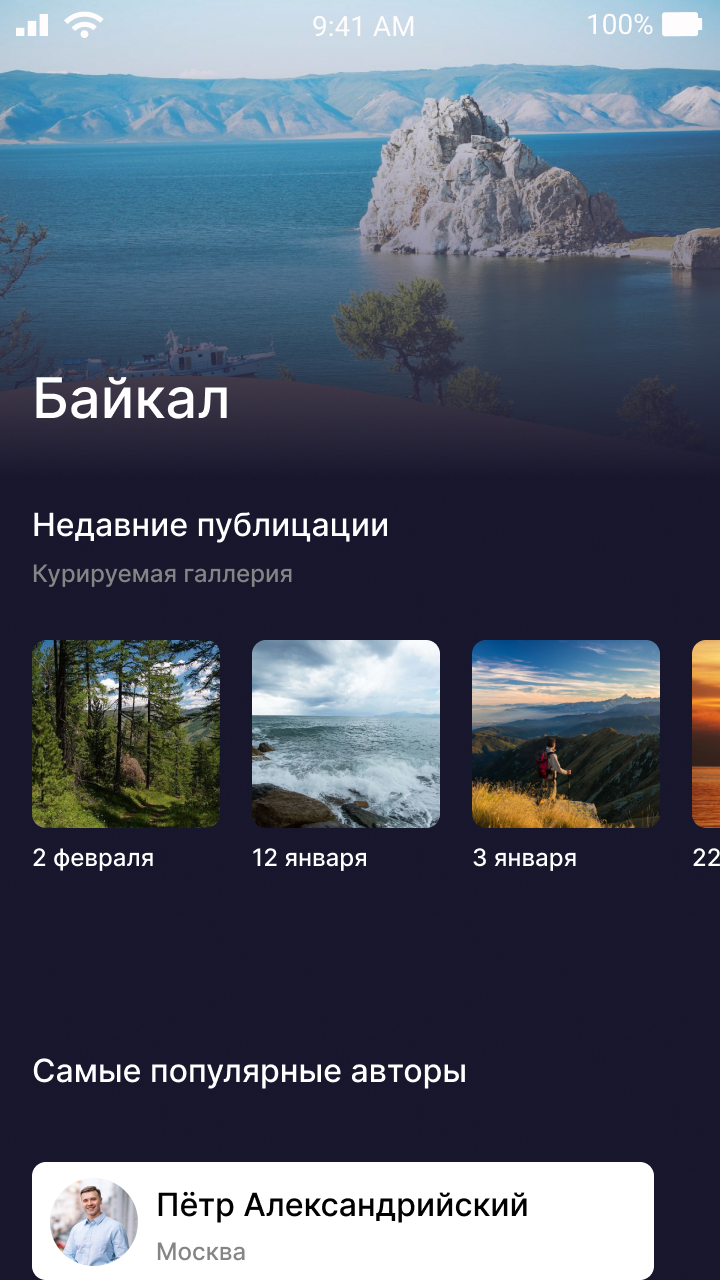 9:41 AM 100%
Байкал
Недавние публицации
Курируемая галлерия
2 февраля 12 января 3 января 22
Самые популярные авторы
Пётр Александрийский
Москва